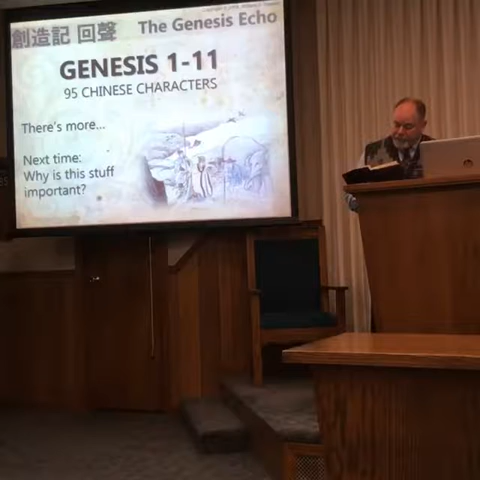 創造記 回聲 The Genesis Echo
GENESIS 1-11
95 CHINESE CHARACTERS
There's more...
Next time:
Why is this stuff
important?